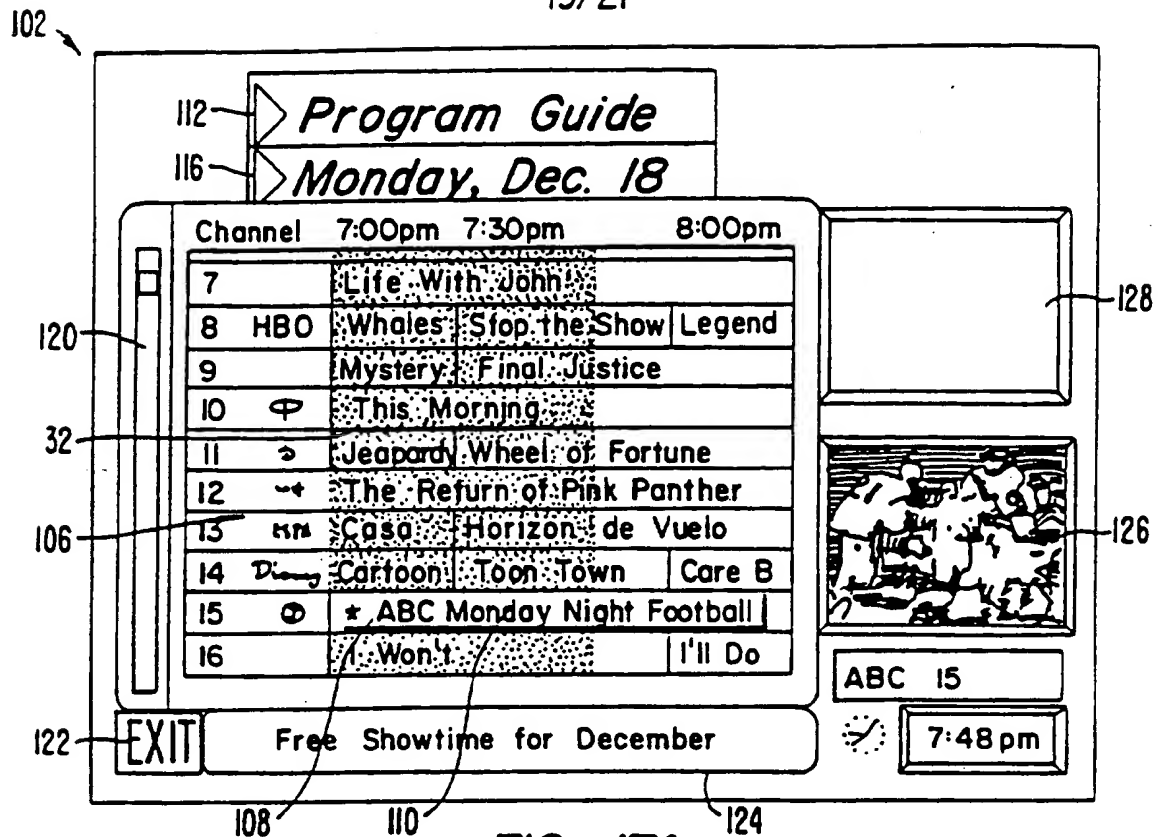 102
112
Program Guide
116
Monday, Dec. 18
Channel 7:00pm 7:30pm 8:00pm
7 Life With John
128
8 HBO Whales Stop the Show Legend
120
9 Mystery Final Justice
10 This Morning
32
11 Jeapardy Wheel of Fortune
12 The Return of Pink Panther
106
13 Casa Horizon de Vuelo
126
14 Disney Cartoon Toon Town Care B
15 * ABC Monday Night Football
16 I Won't I'll Do
ABC 15
122
EXIT
Free Showtime for December
7:48pm
108
110
124